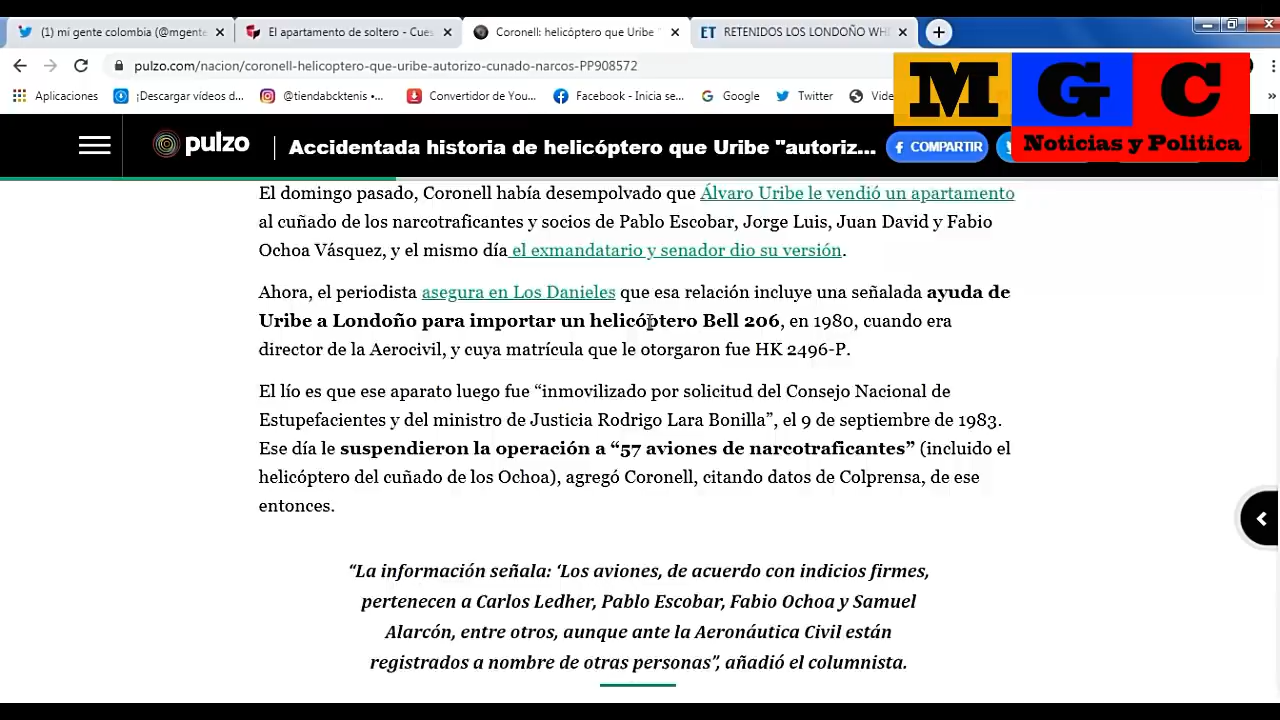 (1) mi gente colombia (@mgent
El apartamento de soltero - Cues
Coronell: helicóptero que Uribe
ET RETENIDOS LOS LONDOÑO WHI
pulzo.com/nacion/coronell-helicoptero-que-uribe-autorizo-cunado-narcos-PP908572
Aplicaciones
¡Descargar vídeos d...
@tiendabcktenis •...
Convertidor de You...
Facebook - Inicia se...
Google
Twitter
Vide
»
MGC
Noticias y Politica
pulzo
Accidentada historia de helicóptero que Uribe "autoriz...
COMPARTIR
El domingo pasado, Coronell había desempolvado que Álvaro Uribe le vendió un apartamento
al cuñado de los narcotraficantes y socios de Pablo Escobar, Jorge Luis, Juan David y Fabio
Ochoa Vásquez, y el mismo día el exmandatario y senador dio su versión.
Ahora, el periodista asegura en Los Danieles que esa relación incluye una señalada ayuda de
Uribe a Londoño para importar un helicóptero Bell 206, en 1980, cuando era
director de la Aerocivil, y cuya matrícula que le otorgaron fue HK 2496-P.
El lío es que ese aparato luego fue “inmovilizado por solicitud del Consejo Nacional de
Estupefacientes y del ministro de Justicia Rodrigo Lara Bonilla”, el 9 de septiembre de 1983.
Ese día le suspendieron la operación a “57 aviones de narcotraficantes” (incluido el
helicóptero del cuñado de los Ochoa), agregó Coronell, citando datos de Colprensa, de ese
entonces.
“La información señala: ‘Los aviones, de acuerdo con indicios firmes,
pertenecen a Carlos Ledher, Pablo Escobar, Fabio Ochoa y Samuel
Alarcón, entre otros, aunque ante la Aeronáutica Civil están
registrados a nombre de otras personas”, añadió el columnista.